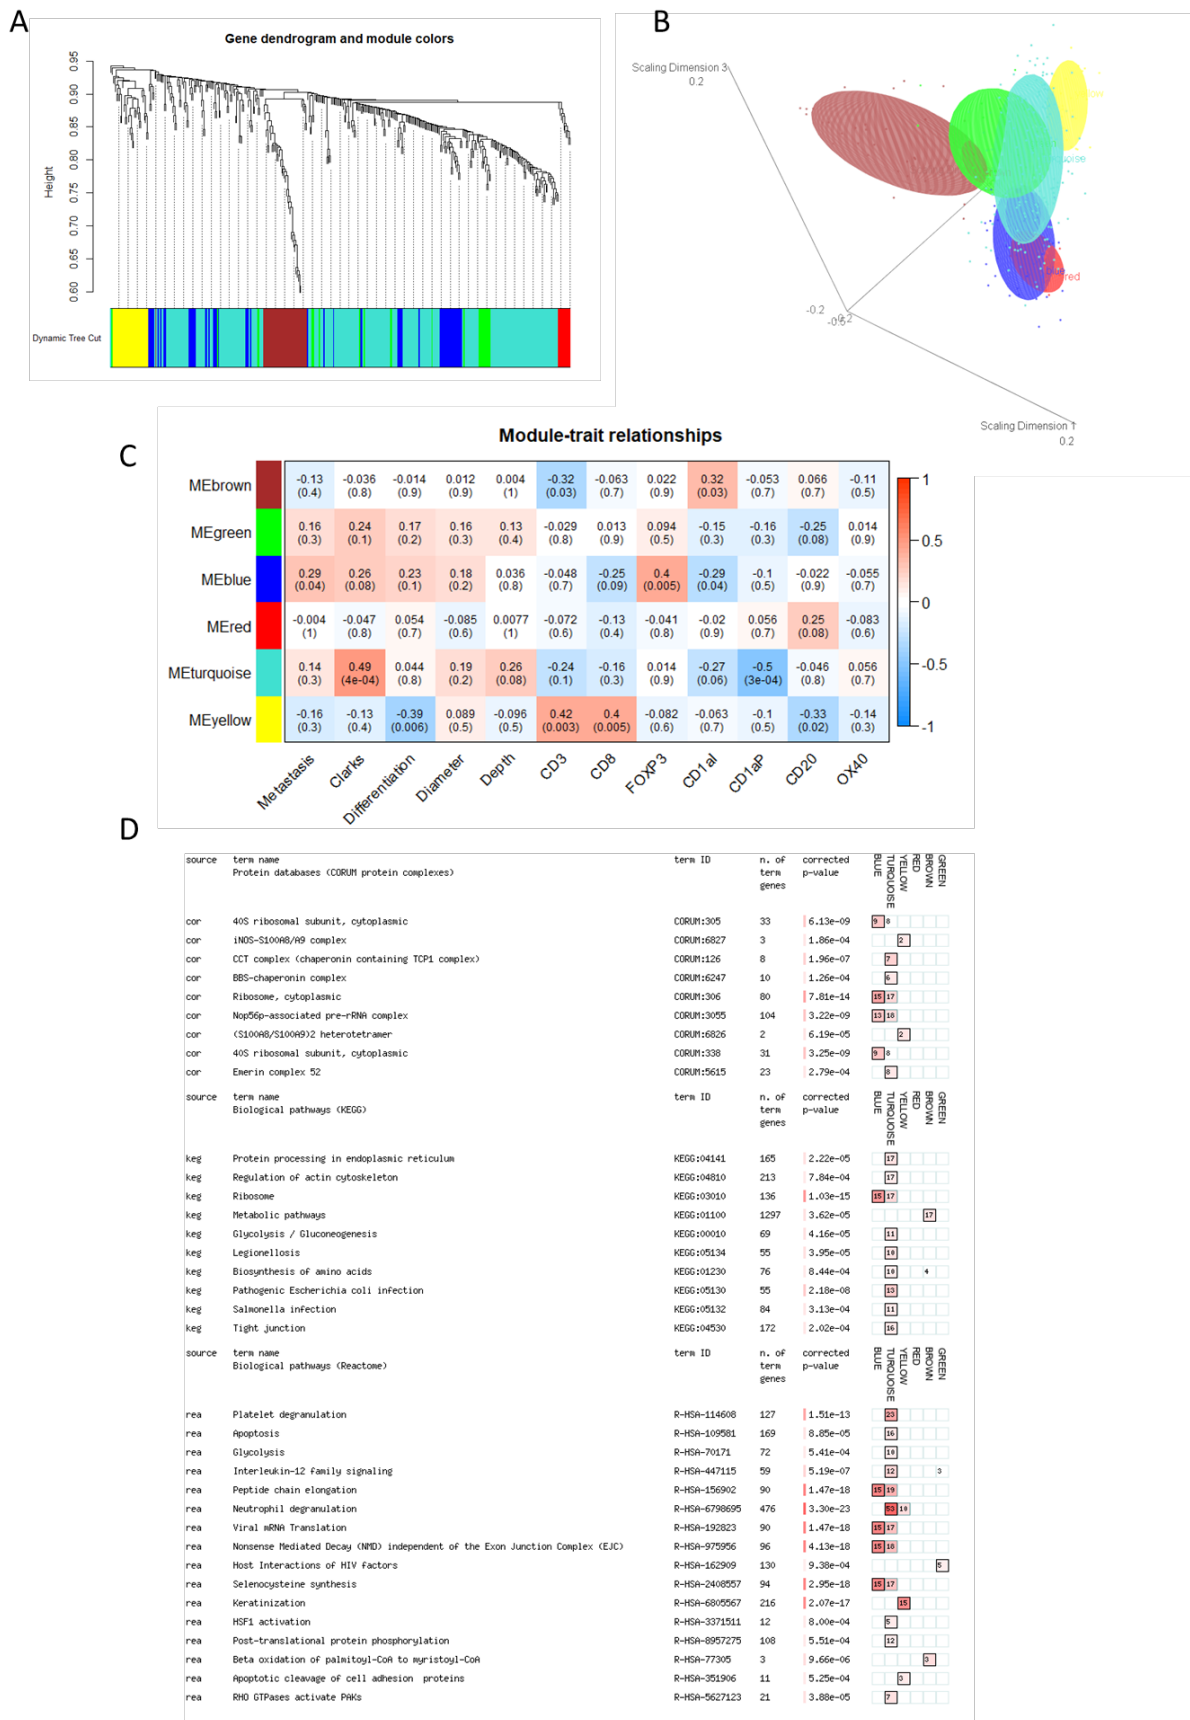 A
Gene dendrogram and module colors
Height
0.95
0.90
0.85
0.80
0.75
0.70
0.65
0.60
Dynamic Tree Cut
B
Scaling Dimension 3
0.2
red
-0.2
Scaling Dimension 1
0.2
C
Module-trait relationships
MEbrown -0.13 -0.036 -0.014 0.012 0.004 -0.32 -0.063 0.022 0.32 -0.053 0.066 -0.11
(0.4) (0.8) (0.9) (0.9) (1) (0.03) (0.7) (0.9) (0.03) (0.7) (0.7) (0.5)
MEgreen 0.16 0.24 0.17 0.16 0.13 -0.029 0.013 0.094 -0.15 -0.16 -0.25 0.014
(0.3) (0.1) (0.2) (0.3) (0.4) (0.8) (0.9) (0.5) (0.3) (0.3) (0.08) (0.9)
MEblue 0.29 0.26 0.23 0.18 0.036 -0.048 -0.25 0.4 -0.29 -0.1 -0.022 -0.055
(0.04) (0.08) (0.1) (0.2) (0.8) (0.7) (0.09) (0.005) (0.04) (0.5) (0.9) (0.7)
MEred -0.004 -0.047 0.054 -0.085 0.0077 -0.072 -0.13 -0.041 -0.02 0.056 0.25 -0.083
(1) (0.8) (0.7) (0.6) (1) (0.6) (0.4) (0.8) (0.9) (0.7) (0.08) (0.6)
MEturquoise 0.14 0.49 0.044 0.19 0.26 -0.24 -0.16 0.014 -0.27 -0.5 -0.046 0.056
(0.3) (4e-04) (0.8) (0.2) (0.08) (0.1) (0.3) (0.9) (0.06) (3e-04) (0.8) (0.7)
MEyellow -0.16 -0.13 -0.39 0.089 -0.096 0.42 0.4 -0.082 -0.063 -0.1 -0.33 -0.14
(0.3) (0.4) (0.006) (0.5) (0.5) (0.003) (0.005) (0.6) (0.7) (0.5) (0.02) (0.3)
Metastasis Clarks Differentiation Diameter Depth CD3 CD8 FOXP3 CD1aI CD1aP CD20 OX40
1
0.5
0
-0.5
-1
D
source term name term ID n. of term genes corrected p-value BLUE TURQUOISE YELLOW RED BROWN GREEN
Protein databases (CORUM protein complexes)
cor 40S ribosomal subunit, cytoplasmic CORUM:305 33 6.13e-09 9 8
cor iNOS-S100A8/A9 complex CORUM:6827 3 1.86e-04 2
cor CCT complex (chaperonin containing TCP1 complex) CORUM:126 8 1.96e-07 7
cor BBS-chaperonin complex CORUM:6247 10 1.26e-04 6
cor Ribosome, cytoplasmic CORUM:306 80 7.81e-14 15 17
cor Nop56p-associated pre-rRNA complex CORUM:3055 104 3.22e-09 13 18
cor (S100A8/S100A9)2 heterotetramer CORUM:6826 2 6.19e-05 2
cor 40S ribosomal subunit, cytoplasmic CORUM:338 31 3.25e-09 9 8
cor Emerin complex 52 CORUM:5615 23 2.79e-04 8
source term name term ID n. of term genes corrected p-value BLUE TURQUOISE YELLOW RED BROWN GREEN
Biological pathways (KEGG)
keg Protein processing in endoplasmic reticulum KEGG:04141 165 2.22e-05 17
keg Regulation of actin cytoskeleton KEGG:04810 213 7.84e-04 17
keg Ribosome KEGG:03010 136 1.03e-15 15 17
keg Metabolic pathways KEGG:01100 1297 3.62e-05 17
keg Glycolysis / Gluconeogenesis KEGG:00010 69 4.16e-05 11
keg Legionellosis KEGG:05134 55 3.95e-05 10
keg Biosynthesis of amino acids KEGG:01230 76 8.44e-04 10 4
keg Pathogenic Escherichia coli infection KEGG:05130 55 2.18e-08 13
keg Salmonella infection KEGG:05132 84 3.13e-04 11
keg Tight junction KEGG:04530 172 2.02e-04 16
source term name term ID n. of term genes corrected p-value BLUE TURQUOISE YELLOW RED BROWN GREEN
Biological pathways (Reactome)
rea Platelet degranulation R-HSA-114608 127 1.51e-13 23
rea Apoptosis R-HSA-109581 169 8.85e-05 16
rea Glycolysis R-HSA-70171 72 5.41e-04 10
rea Interleukin-12 family signaling R-HSA-447115 59 5.19e-07 12 3
rea Peptide chain elongation R-HSA-156902 90 1.47e-18 15 19
rea Neutrophil degranulation R-HSA-6798695 476 3.30e-23 53 10
rea Viral mRNA Translation R-HSA-192823 90 1.47e-18 15 17
rea Nonsense Mediated Decay (NMD) independent of the Exon Junction Complex (EJC) R-HSA-975956 96 4.13e-18 15 18
rea Host Interactions of HIV factors R-HSA-162909 130 9.38e-04 5
rea Selenocysteine synthesis R-HSA-2408557 94 2.95e-18 15 17
rea Keratinization R-HSA-6805567 216 2.07e-17 15
rea HSF1 activation R-HSA-3371511 12 8.00e-04 5
rea Post-translational protein phosphorylation R-HSA-8957275 108 5.51e-04 12
rea Beta oxidation of palmitoyl-CoA to myristoyl-CoA R-HSA-77305 3 9.66e-06 3
rea Apoptotic cleavage of cell adhesion proteins R-HSA-351906 11 5.25e-04 3
rea RHO GTPases activate PAKs R-HSA-5627123 21 3.88e-05 7